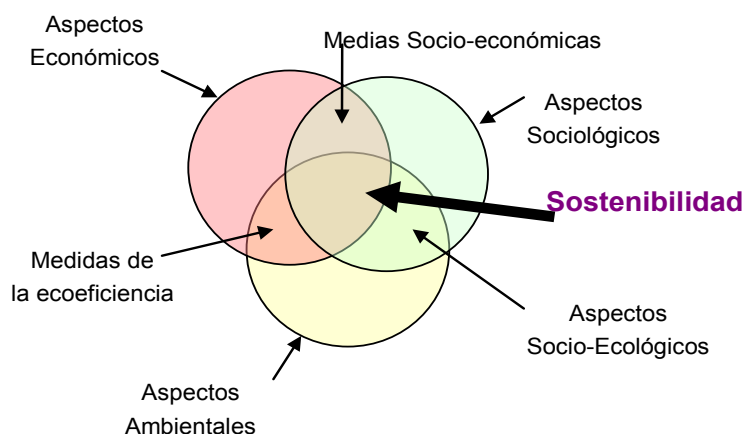 Aspectos
Económicos
Medias Socio-económicas
Aspectos
Sociológicos
Sostenibilidad
Medidas de
la ecoeficiencia
Aspectos
Socio-Ecológicos
Aspectos
Ambientales